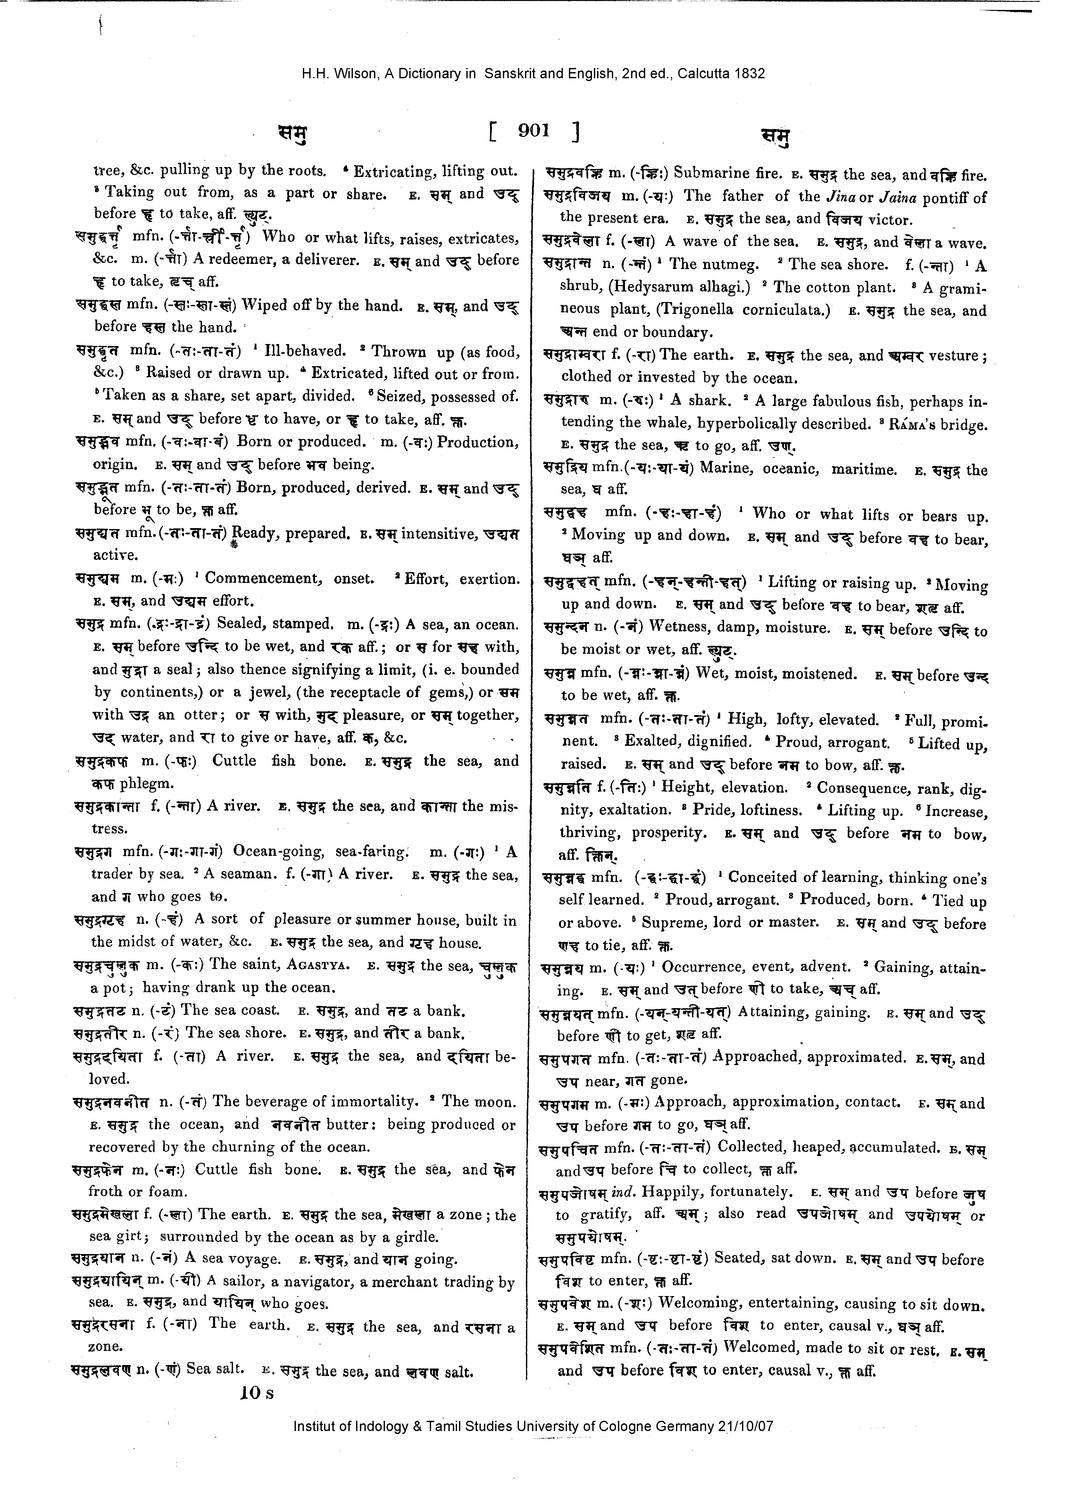 H.H. Wilson, A Dictionary in Sanskrit and English, 2nd ed., Calcutta 1832
समु [ 901 ] समु
tree, &c. pulling up by the roots. ⁴ Extricating, lifting out.
⁵ Taking out from, as a part or share. E. सम् and उद्
before हृ to take, aff. ल्युट्.
समुद्धर्त्तृ mfn. (-र्त्ता-र्त्त्री-र्त्तृ) Who or what lifts, raises, extricates,
&c. m. (-र्त्ता) A redeemer, a deliverer. E. सम् and उद् before
हृ to take, तृच् aff.
समुद्धस्त mfn. (-स्तः-स्ता-स्तं) Wiped off by the hand. E. सम्, and उद्
before हस्त the hand.
समुद्धृत mfn. (-तः-ता-तं) ¹ Ill-behaved. ² Thrown up (as food,
&c.) ³ Raised or drawn up. ⁴ Extricated, lifted out or from.
⁵ Taken as a share, set apart, divided. ⁶ Seized, possessed of.
E. सम् and उद् before धृ to have, or हृ to take, aff. क्त.
समुद्भव mfn. (-वः-वा-वं) Born or produced. m. (-वः) Production,
origin. E. सम् and उद् before भव being.
समुद्भूत mfn. (-तः-ता-तं) Born, produced, derived. E. सम् and उद्
before भू to be, क्त aff.
समुद्यत mfn. (-तः-ता-तं) Ready, prepared. E. सम् intensitive, उद्यत
active.
समुद्यम m. (-मः) ¹ Commencement, onset. ² Effort, exertion.
E. सम्, and उद्यम effort.
समुद्र mfn. (-द्रः-द्रा-द्रं) Sealed, stamped. m. (-द्रः) A sea, an ocean.
E. सम् before उन्दि to be wet, and रक् aff.; or स for सह with,
and मुद्रा a seal; also thence signifying a limit, (i. e. bounded
by continents,) or a jewel, (the receptacle of gems,) or सम
with उद्र an otter; or स with, मुद् pleasure, or सम् together,
उद् water, and रा to give or have, aff. क, &c.
समुद्रकफ m. (-फः) Cuttle fish bone. E. समुद्र the sea, and
कफ phlegm.
समुद्रकान्ता f. (-न्ता) A river. E. समुद्र the sea, and कान्ता the mis-
tress.
समुद्रग mfn. (-गः-गा-गं) Ocean-going, sea-faring. m. (-गः) ¹ A
trader by sea. ² A seaman. f. (-गा) A river. E. समुद्र the sea,
and ग who goes to.
समुद्रगृह n. (-हं) A sort of pleasure or summer house, built in
the midst of water, &c. E. समुद्र the sea, and गृह house.
समुद्रचुलुक m. (-कः) The saint, AGASTYA. E. समुद्र the sea, चुलुक
a pot; having drank up the ocean.
समुद्रतट n. (-टं) The sea coast. E. समुद्र, and तट a bank.
समुद्रतीर n. (-रं) The sea shore. E. समुद्र, and तीर a bank.
समुद्रदयिता f. (-ता) A river. E. समुद्र the sea, and दयिता be-
loved.
समुद्रनवनीत n. (-तं) The beverage of immortality. ² The moon.
E. समुद्र the ocean, and नवनीत butter: being produced or
recovered by the churning of the ocean.
समुद्रफेन m. (-नः) Cuttle fish bone. E. समुद्र the sea, and फेन
froth or foam.
समुद्रमेखला f. (-ला) The earth. E. समुद्र the sea, मेखला a zone; the
sea girt; surrounded by the ocean as by a girdle.
समुद्रयान n. (-नं) A sea voyage. E. समुद्र, and यान going.
समुद्रयायिन् m. (-यी) A sailor, a navigator, a merchant trading by
sea. E. समुद्र, and यायिन् who goes.
समुद्ररसना f. (-ना) The earth. E. समुद्र the sea, and रसना a
zone.
समुद्रलवण n. (-णं) Sea salt. E. समुद्र the sea, and लवण salt.
10 s
समुद्रवह्नि m. (-ह्निः) Submarine fire. E. समुद्र the sea, and वह्नि fire.
समुद्रविजय m. (-यः) The father of the Jina or Jaina pontiff of
the present era. E. समुद्र the sea, and विजय victor.
समुद्रवेला f. (-ला) A wave of the sea. E. समुद्र, and वेला a wave.
समुद्रान्त n. (-न्तं) ¹ The nutmeg. ² The sea shore. f. (-न्ता) ¹ A
shrub, (Hedysarum alhagi.) ² The cotton plant. ³ A grami-
neous plant, (Trigonella corniculata.) E. समुद्र the sea, and
अन्त end or boundary.
समुद्राम्बरा f. (-रा) The earth. E. समुद्र the sea, and अम्बर vesture;
clothed or invested by the ocean.
समुद्रारु m. (-रुः) ¹ A shark. ² A large fabulous fish, perhaps in-
tending the whale, hyperbolically described. ³ RÁMA's bridge.
E. समुद्र the sea, ऋ to go, aff. उण्.
समुद्रिय mfn. (-यः-या-यं) Marine, oceanic, maritime. E. समुद्र the
sea, घ aff.
समुद्वह mfn. (-हः-हा-हं) ¹ Who or what lifts or bears up.
² Moving up and down. E. सम् and उद् before वह to bear,
घञ् aff.
समुद्वहत् mfn. (-हन्-हन्ती-हत्) ¹ Lifting or raising up. ² Moving
up and down. E. सम् and उद् before वह to bear, शतृ aff.
समुन्दन n. (-नं) Wetness, damp, moisture. E. सम् before उन्दि to
be moist or wet, aff. ल्युट्.
समुन्न mfn. (-न्नः-न्ना-न्नं) Wet, moist, moistened. E. सम् before उन्द
to be wet, aff. क्त.
समुन्नत mfn. (-तः-ता-तं) ¹ High, lofty, elevated. ² Full, promi-
nent. ³ Exalted, dignified. ⁴ Proud, arrogant. ⁵ Lifted up,
raised. E. सम् and उद् before नम to bow, aff. क्त.
समुन्नति f. (-तिः) ¹ Height, elevation. ² Consequence, rank, dig-
nity, exaltation. ³ Pride, loftiness. ⁴ Lifting up. ⁵ Increase,
thriving, prosperity. E. सम् and उद् before नम to bow,
aff. क्तिन्.
समुन्नद्ध mfn. (-द्धः-द्धा-द्धं) ¹ Conceited of learning, thinking one's
self learned. ² Proud, arrogant. ³ Produced, born. ⁴ Tied up
or above. ⁵ Supreme, lord or master. E. सम् and उद् before
णह to tie, aff. क्त.
समुन्नय m. (-यः) ¹ Occurrence, event, advent. ² Gaining, attain-
ing. E. सम् and उत् before णी to take, अच् aff.
समुन्नयत् mfn. (-यन्-यन्ती-यत्) Attaining, gaining. E. सम् and उद्
before णी to get, शतृ aff.
समुपगत mfn. (-तः-ता-तं) Approached, approximated. E. सम्, and
उप near, गत gone.
समुपगम m. (-मः) Approach, approximation, contact. E. सम् and
उप before गम to go, घञ् aff.
समुपचित mfn. (-तः-ता-तं) Collected, heaped, accumulated. E. सम्
and उप before चि to collect, क्त aff.
समुपजोषम् ind. Happily, fortunately. E. सम् and उप before जुष
to gratify, aff. अम्; also read उपजोषम् and उपयोषम् or
समुपयोषम्.
समुपविष्ट mfn. (-ष्टः-ष्टा-ष्टं) Seated, sat down. E. सम् and उप before
विश to enter, क्त aff.
समुपवेश m. (-शः) Welcoming, entertaining, causing to sit down.
E. सम् and उप before विश to enter, causal v., घञ् aff.
समुपवेशित mfn. (-तः-ता-तं) Welcomed, made to sit or rest. E. सम्
and उप before विश to enter, causal v., क्त aff.
Institut of Indology & Tamil Studies University of Cologne Germany 21/10/07